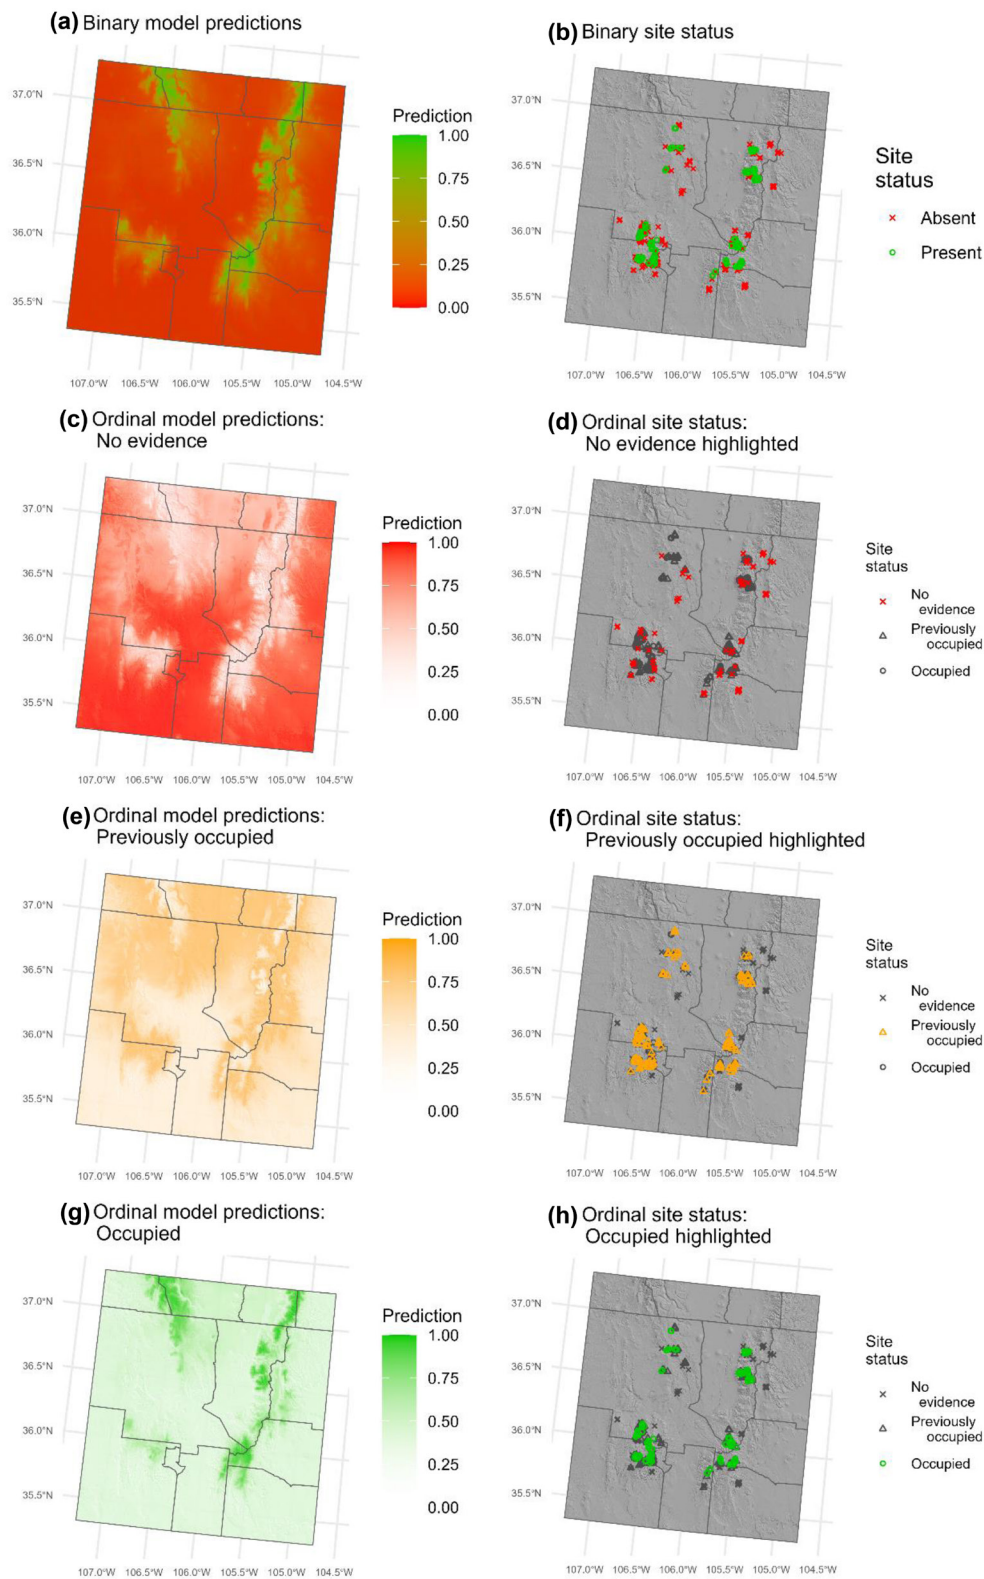 (a) Binary model predictions
37.0°N
36.5°N
36.0°N
35.5°N
107.0°W 106.5°W 106.0°W 105.5°W 105.0°W 104.5°W
Prediction
1.00
0.75
0.50
0.25
0.00
(b) Binary site status
37.0°N
36.5°N
36.0°N
35.5°N
107.0°W 106.5°W 106.0°W 105.5°W 105.0°W 104.5°W
Site
status
Absent
Present
(c) Ordinal model predictions:
No evidence
37.0°N
36.5°N
36.0°N
35.5°N
107.0°W 106.5°W 106.0°W 105.5°W 105.0°W 104.5°W
Prediction
1.00
0.75
0.50
0.25
0.00
(d) Ordinal site status:
No evidence highlighted
37.0°N
36.5°N
36.0°N
35.5°N
107.0°W 106.5°W 106.0°W 105.5°W 105.0°W 104.5°W
Site
status
No
evidence
Previously
occupied
Occupied
(e) Ordinal model predictions:
Previously occupied
37.0°N
36.5°N
36.0°N
35.5°N
107.0°W 106.5°W 106.0°W 105.5°W 105.0°W 104.5°W
Prediction
1.00
0.75
0.50
0.25
0.00
(f) Ordinal site status:
Previously occupied highlighted
37.0°N
36.5°N
36.0°N
35.5°N
107.0°W 106.5°W 106.0°W 105.5°W 105.0°W 104.5°W
Site
status
No
evidence
Previously
occupied
Occupied
(g) Ordinal model predictions:
Occupied
37.0°N
36.5°N
36.0°N
35.5°N
107.0°W 106.5°W 106.0°W 105.5°W 105.0°W 104.5°W
Prediction
1.00
0.75
0.50
0.25
0.00
(h) Ordinal site status:
Occupied highlighted
37.0°N
36.5°N
36.0°N
35.5°N
107.0°W 106.5°W 106.0°W 105.5°W 105.0°W 104.5°W
Site
status
No
evidence
Previously
occupied
Occupied